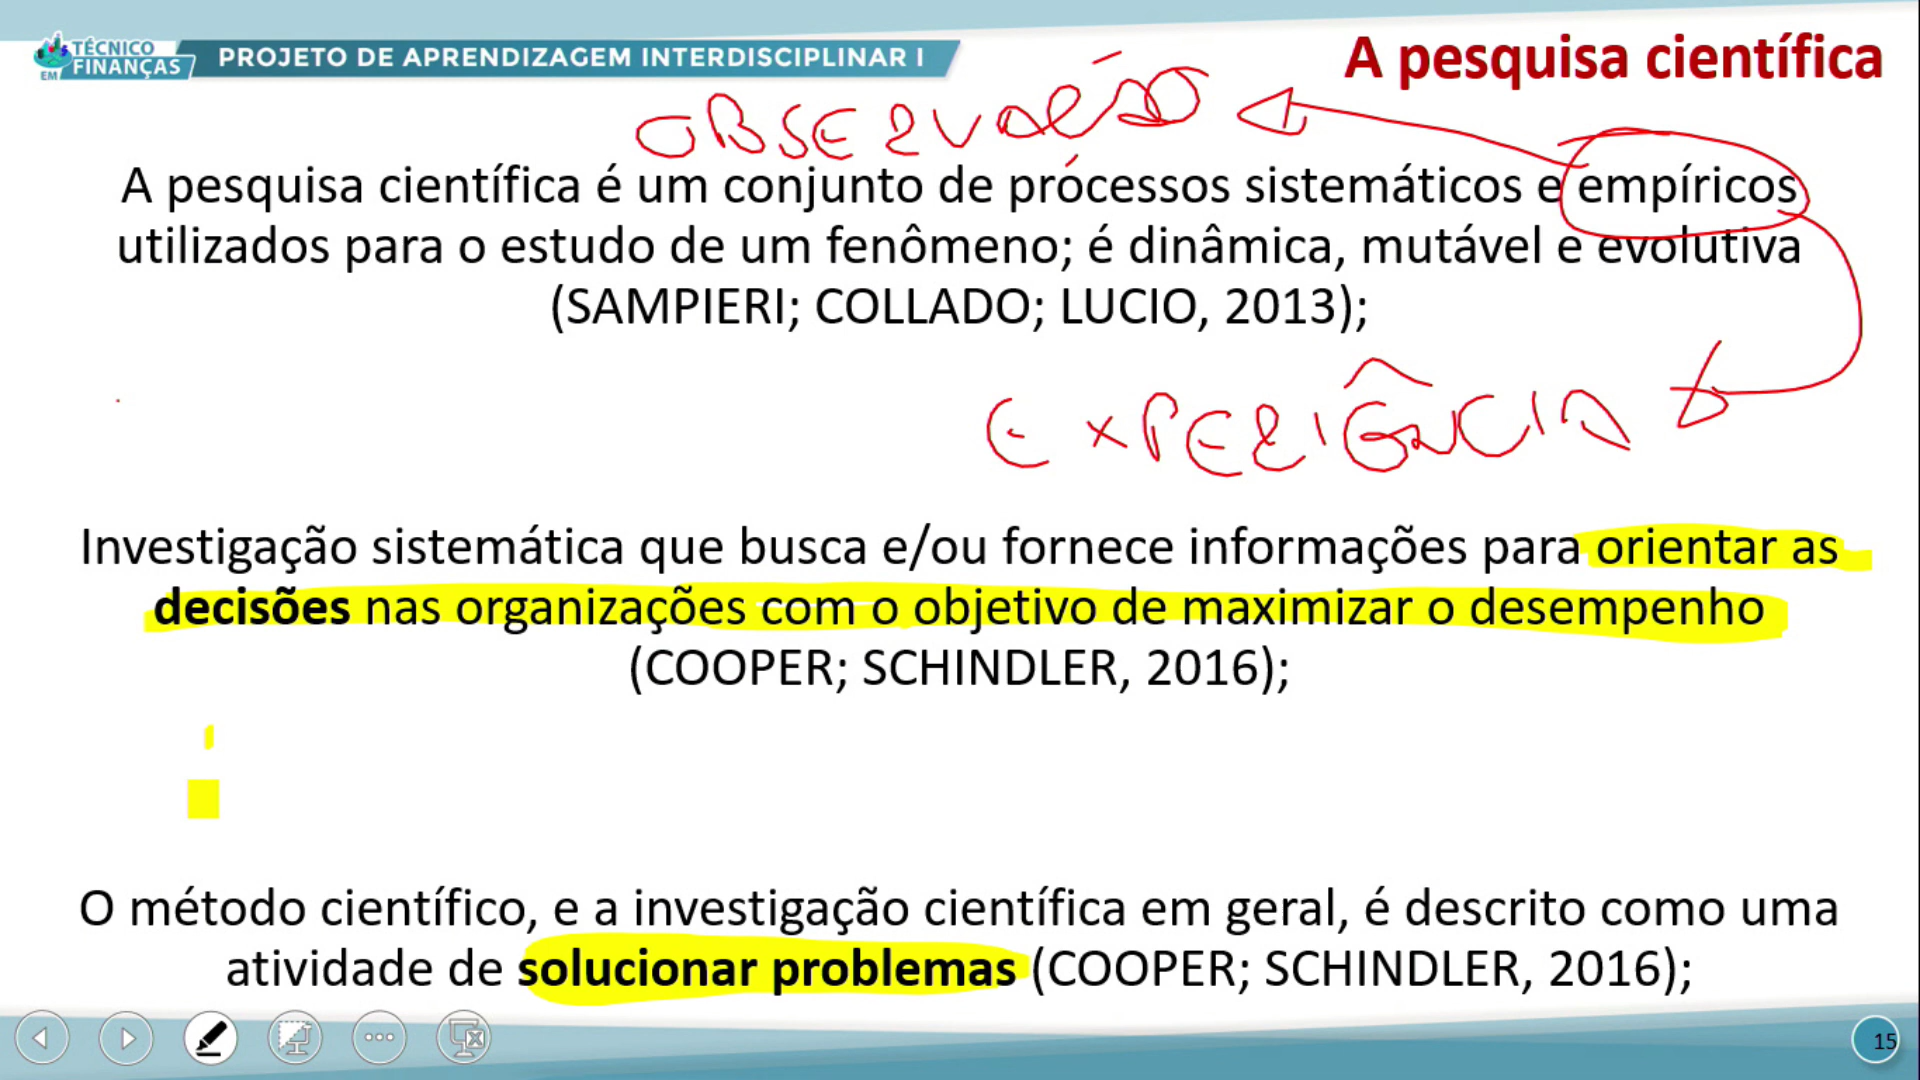 TÉCNICO
EM FINANÇAS
PROJETO DE APRENDIZAGEM INTERDISCIPLINAR I
A pesquisa científica
OBSERVAÇÃO
A pesquisa científica é um conjunto de processos sistemáticos e empíricos
utilizados para o estudo de um fenômeno; é dinâmica, mutável e evolutiva
(SAMPIERI; COLLADO; LUCIO, 2013);
EXPERIÊNCIA
Investigação sistemática que busca e/ou fornece informações para orientar as
decisões nas organizações com o objetivo de maximizar o desempenho
(COOPER; SCHINDLER, 2016);
O método científico, e a investigação científica em geral, é descrito como uma
atividade de solucionar problemas (COOPER; SCHINDLER, 2016);
15